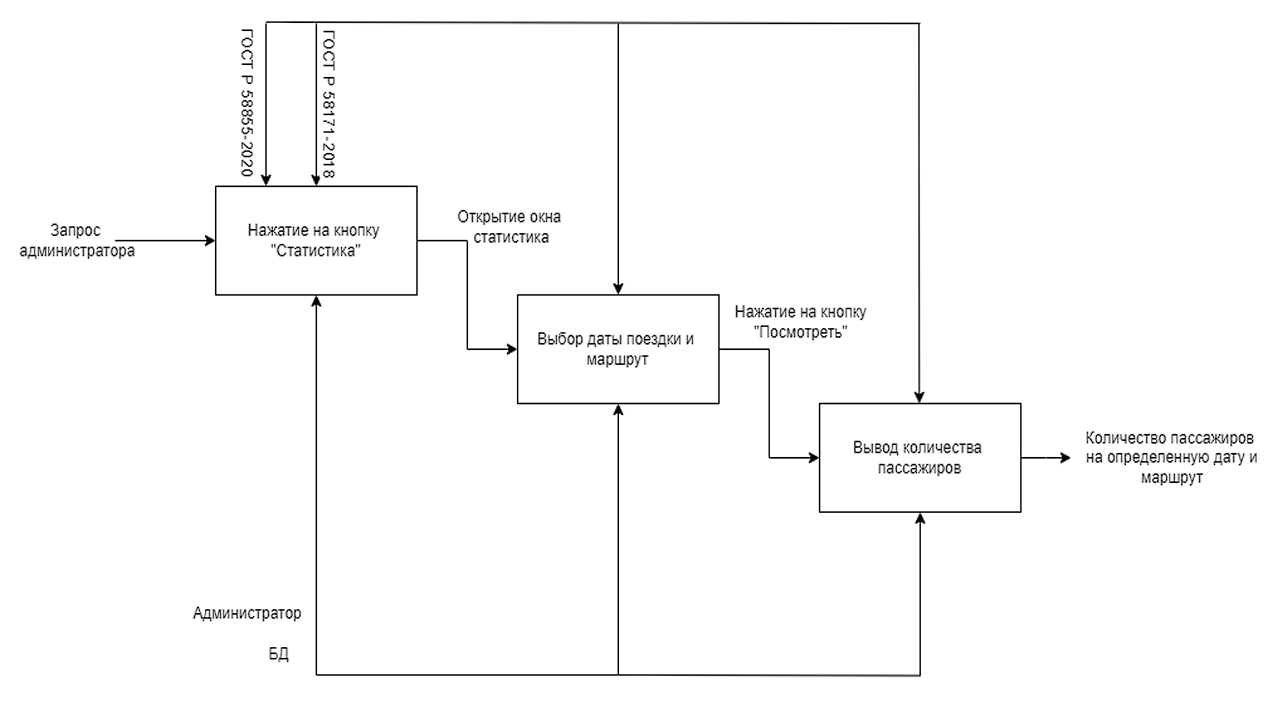 ГОСТ Р 58855-2020
ГОСТ Р 58171-2018
Запрос
администратора
Нажатие на кнопку
"Статистика"
Открытие окна
статистика
Выбор даты поездки и
маршрут
Нажатие на кнопку
"Посмотреть"
Вывод количества
пассажиров
Количество пассажиров
на определенную дату и
маршрут
Администратор
БД